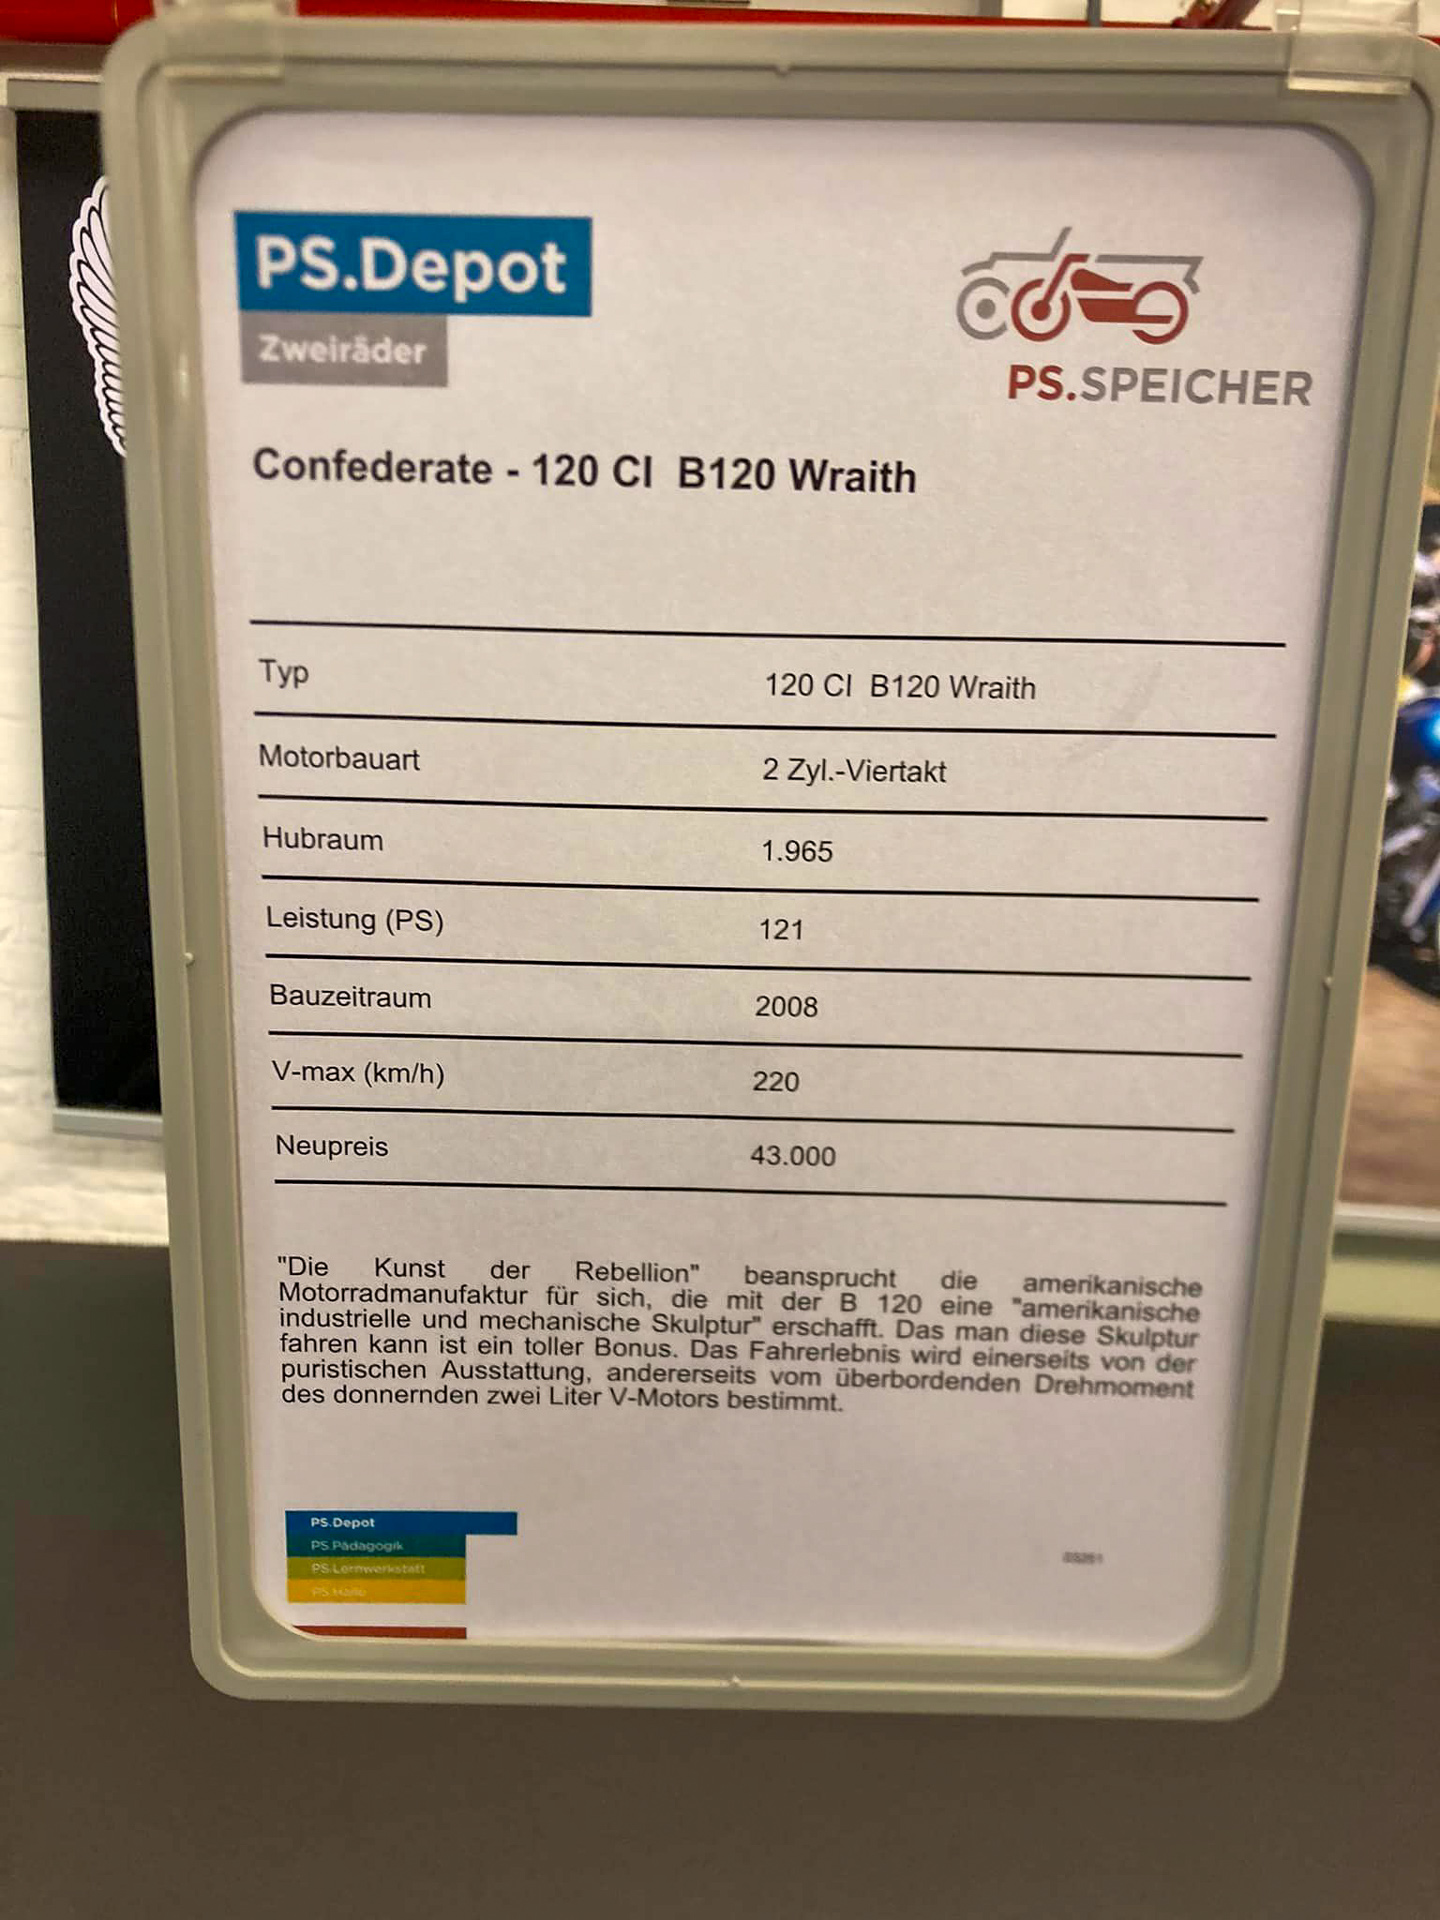 PS.Depot
Zweiräder
PS.SPEICHER
Confederate - 120 CI B120 Wraith
Typ 120 CI B120 Wraith
Motorbauart 2 Zyl.-Viertakt
Hubraum 1.965
Leistung (PS) 121
Bauzeitraum 2008
V-max (km/h) 220
Neupreis 43.000
"Die Kunst der Rebellion" beansprucht die amerikanische
Motorradmanufaktur für sich, die mit der B 120 eine "amerikanische
industrielle und mechanische Skulptur" erschafft. Das man diese Skulptur
fahren kann ist ein toller Bonus. Das Fahrerlebnis wird einerseits von der
puristischen Ausstattung, andererseits vom überbordenden Drehmoment
des donnernden zwei Liter V-Motors bestimmt.
PS.Depot
PS.Pädagogik
PS.Lernwerkstatt
PS.Halle